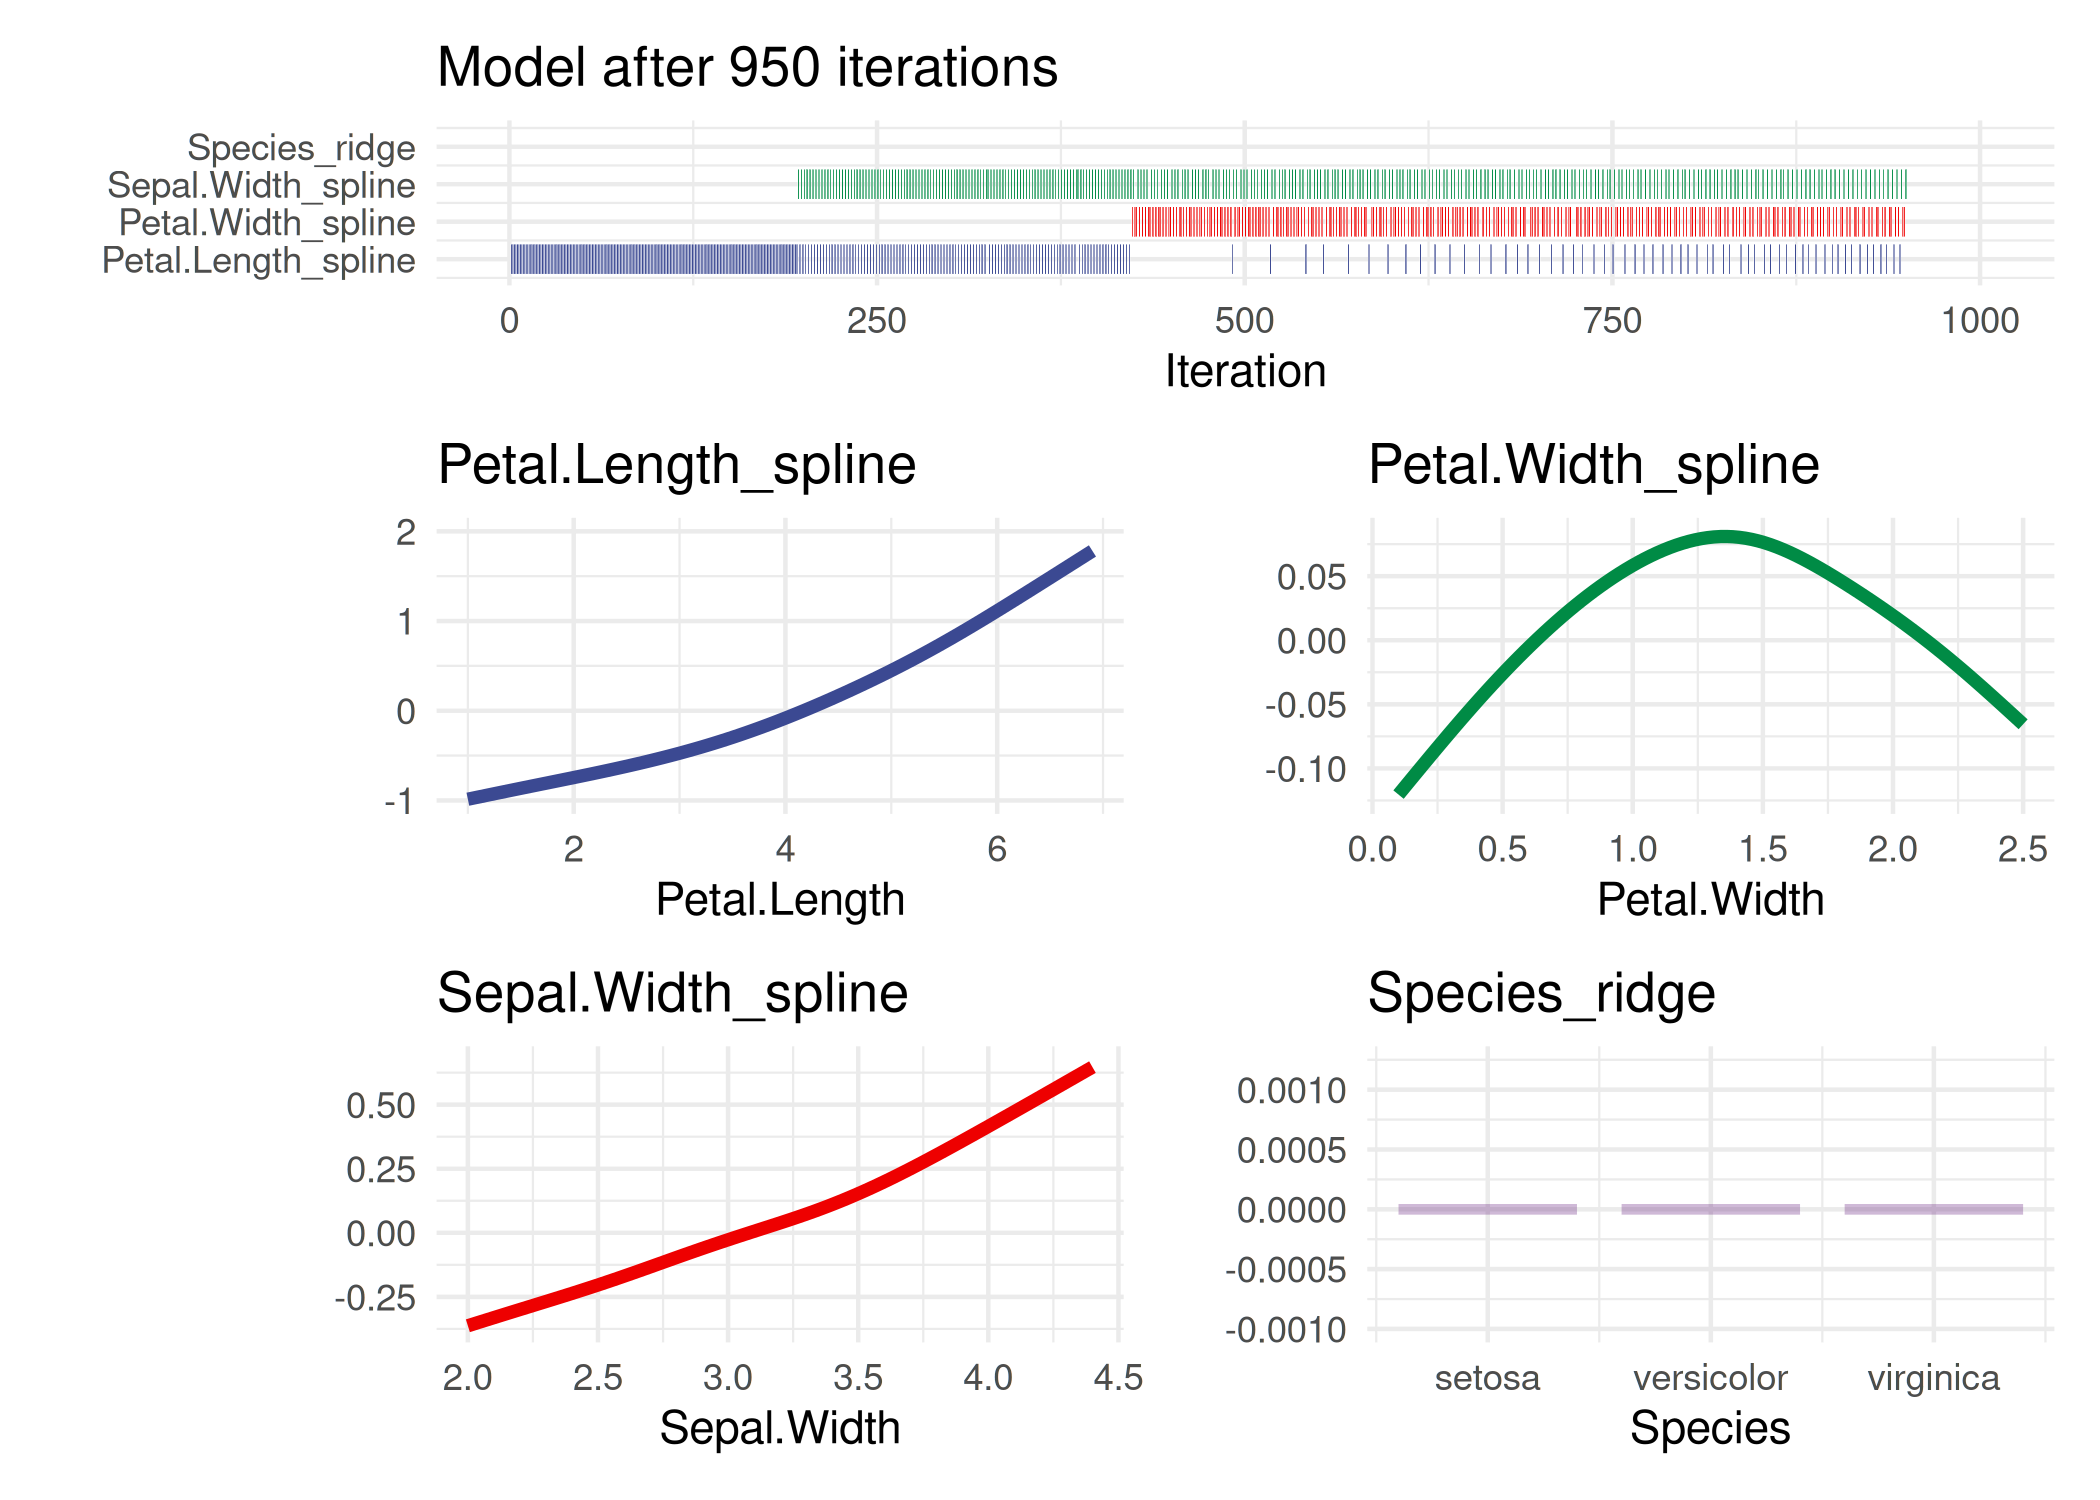 Model after 950 iterations
Species_ridge
Sepal.Width_spline
Petal.Width_spline
Petal.Length_spline
0 250 500 750 1000
Iteration
Petal.Length_spline
2
1
0
-1
2 4 6
Petal.Length
Petal.Width_spline
0.05
0.00
-0.05
-0.10
0.0 0.5 1.0 1.5 2.0 2.5
Petal.Width
Sepal.Width_spline
0.50
0.25
0.00
-0.25
2.0 2.5 3.0 3.5 4.0 4.5
Sepal.Width
Species_ridge
0.0010
0.0005
0.0000
-0.0005
-0.0010
setosa versicolor virginica
Species